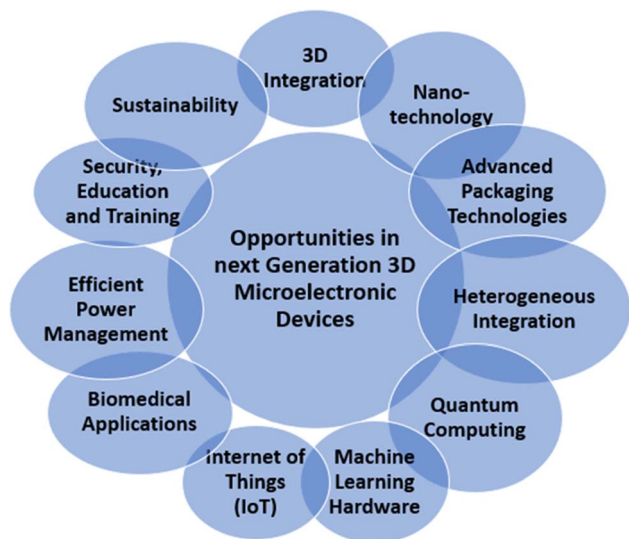 3D
Integration
Nano-
technology
Advanced
Packaging
Technologies
Heterogeneous
Integration
Quantum
Computing
Machine
Learning
Hardware
Internet of
Things
(IoT)
Biomedical
Applications
Efficient
Power
Management
Security,
Education
and Training
Sustainability
Opportunities in
next Generation 3D
Microelectronic
Devices